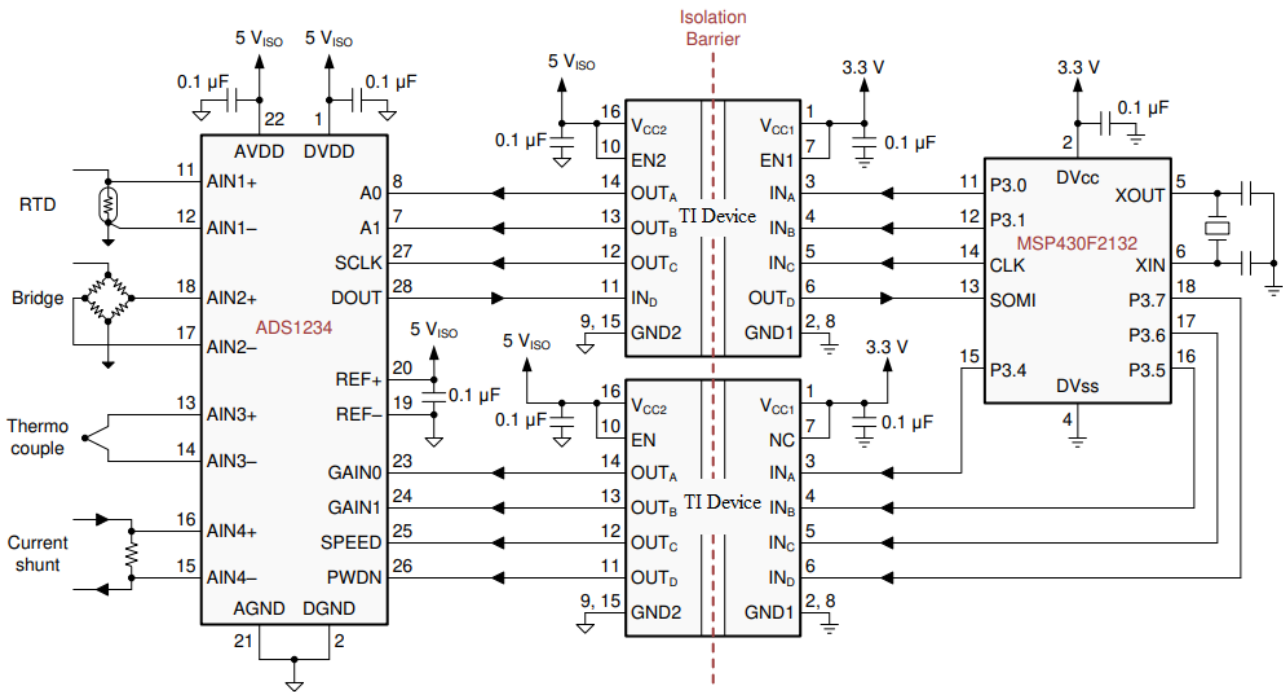 Isolation
Barrier
5 VISO
5 VISO
0.1 µF
0.1 µF
22
1
AVDD
DVDD
ADS1234
RTD
11
AIN1+
12
AIN1–
Bridge
18
AIN2+
17
AIN2–
Thermo
couple
13
AIN3+
14
AIN3–
Current
shunt
16
AIN4+
15
AIN4–
AGND
DGND
21
2
A0
8
A1
7
SCLK
27
DOUT
28
REF+
20
REF–
19
5 VISO
0.1 µF
GAIN0
23
GAIN1
24
SPEED
25
PWDN
26
5 VISO
0.1 µF
16
VCC2
10
EN2
14
OUTA
13
OUTB
12
OUTC
11
IND
9, 15
GND2
TI Device
3.3 V
0.1 µF
VCC1
1
EN1
7
INA
3
INB
4
INC
5
OUTD
6
GND1
2, 8
5 VISO
0.1 µF
16
VCC2
10
EN
14
OUTA
13
OUTB
12
OUTC
11
OUTD
9, 15
GND2
TI Device
3.3 V
0.1 µF
VCC1
1
NC
7
INA
3
INB
4
INC
5
IND
6
GND1
2, 8
3.3 V
0.1 µF
2
DVcc
MSP430F2132
11
P3.0
12
P3.1
14
CLK
13
SOMI
15
P3.4
XOUT
5
XIN
6
P3.7
18
P3.6
17
P3.5
16
DVss
4